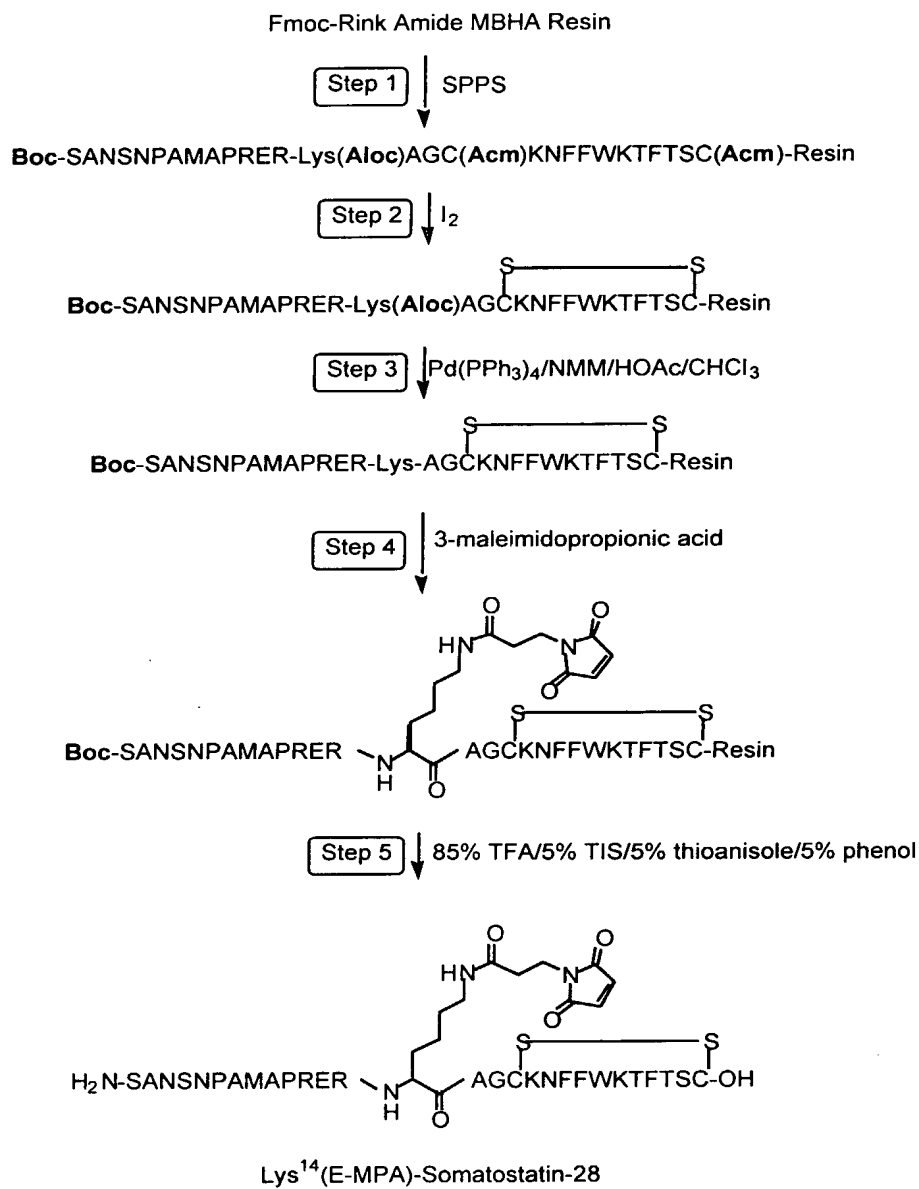 Fmoc-Rink Amide MBHA Resin
Step 1 SPPS
Boc-SANSNPAMAPRER-Lys(Aloc)AGC(Acm)KNFFWKTFTSC(Acm)-Resin
Step 2 I2
S S
Boc-SANSNPAMAPRER-Lys(Aloc)AGCKNFFWKTFTSC-Resin
Step 3 Pd(PPh3)4/NMM/HOAc/CHCl3
S S
Boc-SANSNPAMAPRER-Lys-AGCKNFFWKTFTSC-Resin
Step 4 3-maleimidopropionic acid
O O
HN N
O
S S
Boc-SANSNPAMAPRER N AGCKNFFWKTFTSC-Resin
H O
Step 5 85% TFA/5% TIS/5% thioanisole/5% phenol
O O
HN N
O
S S
H2N-SANSNPAMAPRER N AGCKNFFWKTFTSC-OH
H O
Lys14(E-MPA)-Somatostatin-28